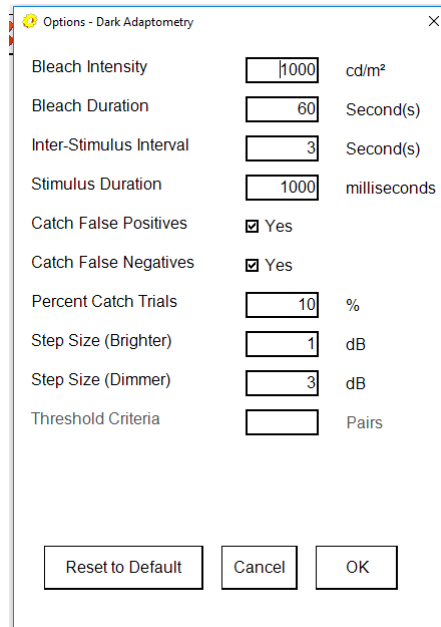 Options - Dark Adaptometry
Bleach Intensity 1000 cd/m²
Bleach Duration 60 Second(s)
Inter-Stimulus Interval 3 Second(s)
Stimulus Duration 1000 milliseconds
Catch False Positives Yes
Catch False Negatives Yes
Percent Catch Trials 10 %
Step Size (Brighter) 1 dB
Step Size (Dimmer) 3 dB
Threshold Criteria Pairs
Reset to Default Cancel OK